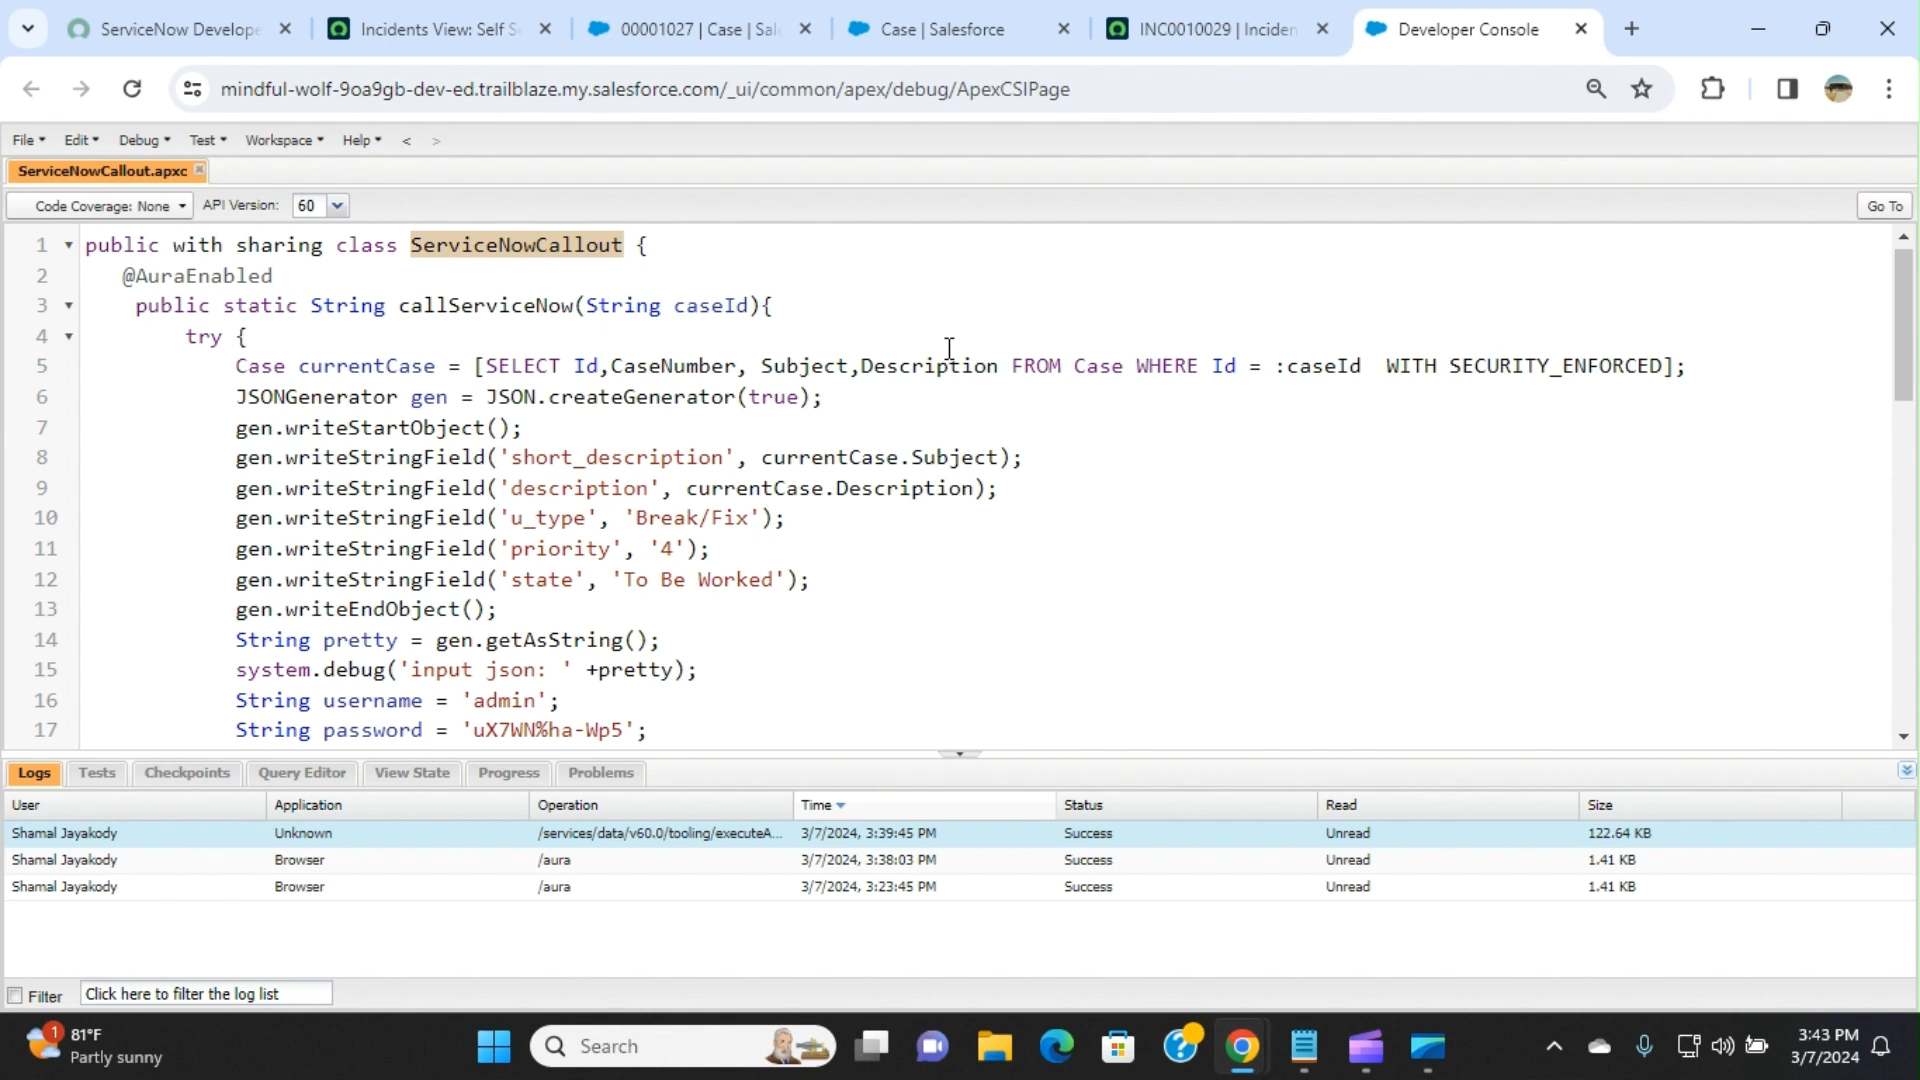 ServiceNow Develope
Incidents View: Self S
00001027 | Case | Sal
Case | Salesforce
INC0010029 | Inciden
Developer Console
mindful-wolf-9oa9gb-dev-ed.trailblaze.my.salesforce.com/_ui/common/apex/debug/ApexCSIPage
File Edit Debug Test Workspace Help < >
ServiceNowCallout.apxc
Code Coverage: None API Version: 60 Go To
1 public with sharing class ServiceNowCallout {
2 @AuraEnabled
3 public static String callServiceNow(String caseId){
4 try {
5 Case currentCase = [SELECT Id,CaseNumber, Subject,Description FROM Case WHERE Id = :caseId  WITH SECURITY_ENFORCED];
6 JSONGenerator gen = JSON.createGenerator(true);
7 gen.writeStartObject();
8 gen.writeStringField('short_description', currentCase.Subject);
9 gen.writeStringField('description', currentCase.Description);
10 gen.writeStringField('u_type', 'Break/Fix');
11 gen.writeStringField('priority', '4');
12 gen.writeStringField('state', 'To Be Worked');
13 gen.writeEndObject();
14 String pretty = gen.getAsString();
15 system.debug('input json: ' +pretty);
16 String username = 'admin';
17 String password = 'uX7WN%ha-Wp5';
Logs Tests Checkpoints Query Editor View State Progress Problems
User Application Operation Time Status Read Size
Shamal Jayakody Unknown /services/data/v60.0/tooling/executeA... 3/7/2024, 3:39:45 PM Success Unread 122.64 KB
Shamal Jayakody Browser /aura 3/7/2024, 3:38:03 PM Success Unread 1.41 KB
Shamal Jayakody Browser /aura 3/7/2024, 3:23:45 PM Success Unread 1.41 KB
Filter Click here to filter the log list
1 81°F
Partly sunny
Search
3:43 PM
3/7/2024